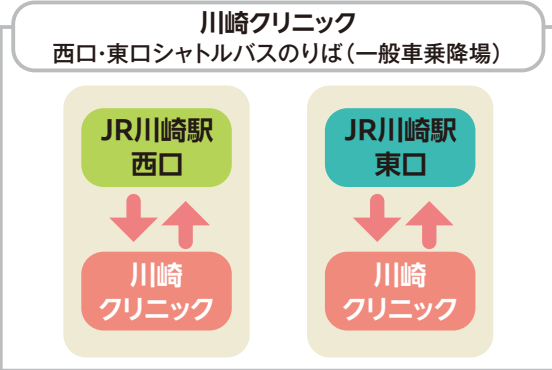 川崎クリニック
西口・東口シャトルバスのりば（一般車乗降場）
JR川崎駅
西口
川崎
クリニック
JR川崎駅
東口
川崎
クリニック